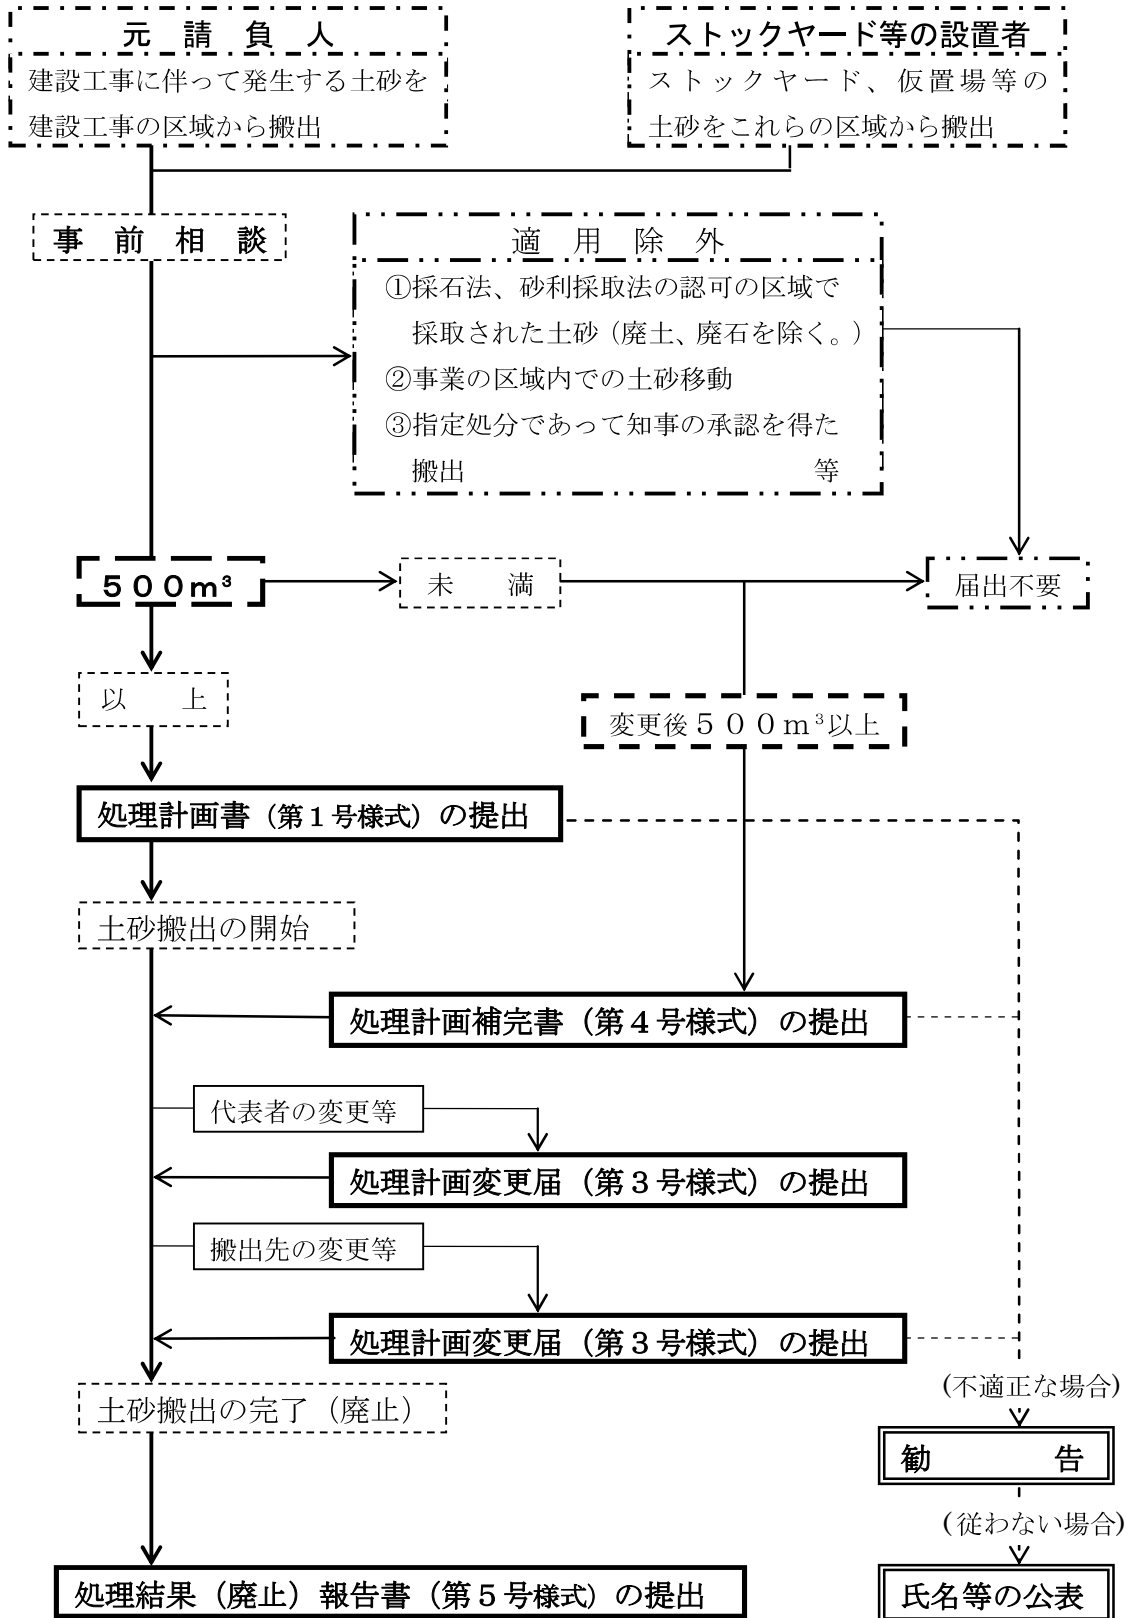 元請負人
建設工事に伴って発生する土砂を
建設工事の区域から搬出
ストックヤード等の設置者
ストックヤード、仮置場等の
土砂をこれらの区域から搬出
事前相談
適用除外
①採石法、砂利採取法の認可の区域で
採取された土砂（廃土、廃石を除く。）
②事業の区域内での土砂移動
③指定処分であって知事の承認を得た
搬出 等
５００ｍ³
未満
届出不要
以上
変更後５００ｍ³以上
処理計画書（第１号様式）の提出
土砂搬出の開始
処理計画補完書（第４号様式）の提出
代表者の変更等
処理計画変更届（第３号様式）の提出
搬出先の変更等
処理計画変更届（第３号様式）の提出
(不適正な場合)
土砂搬出の完了（廃止）
勧告
(従わない場合)
処理結果（廃止）報告書（第５号様式）の提出
氏名等の公表